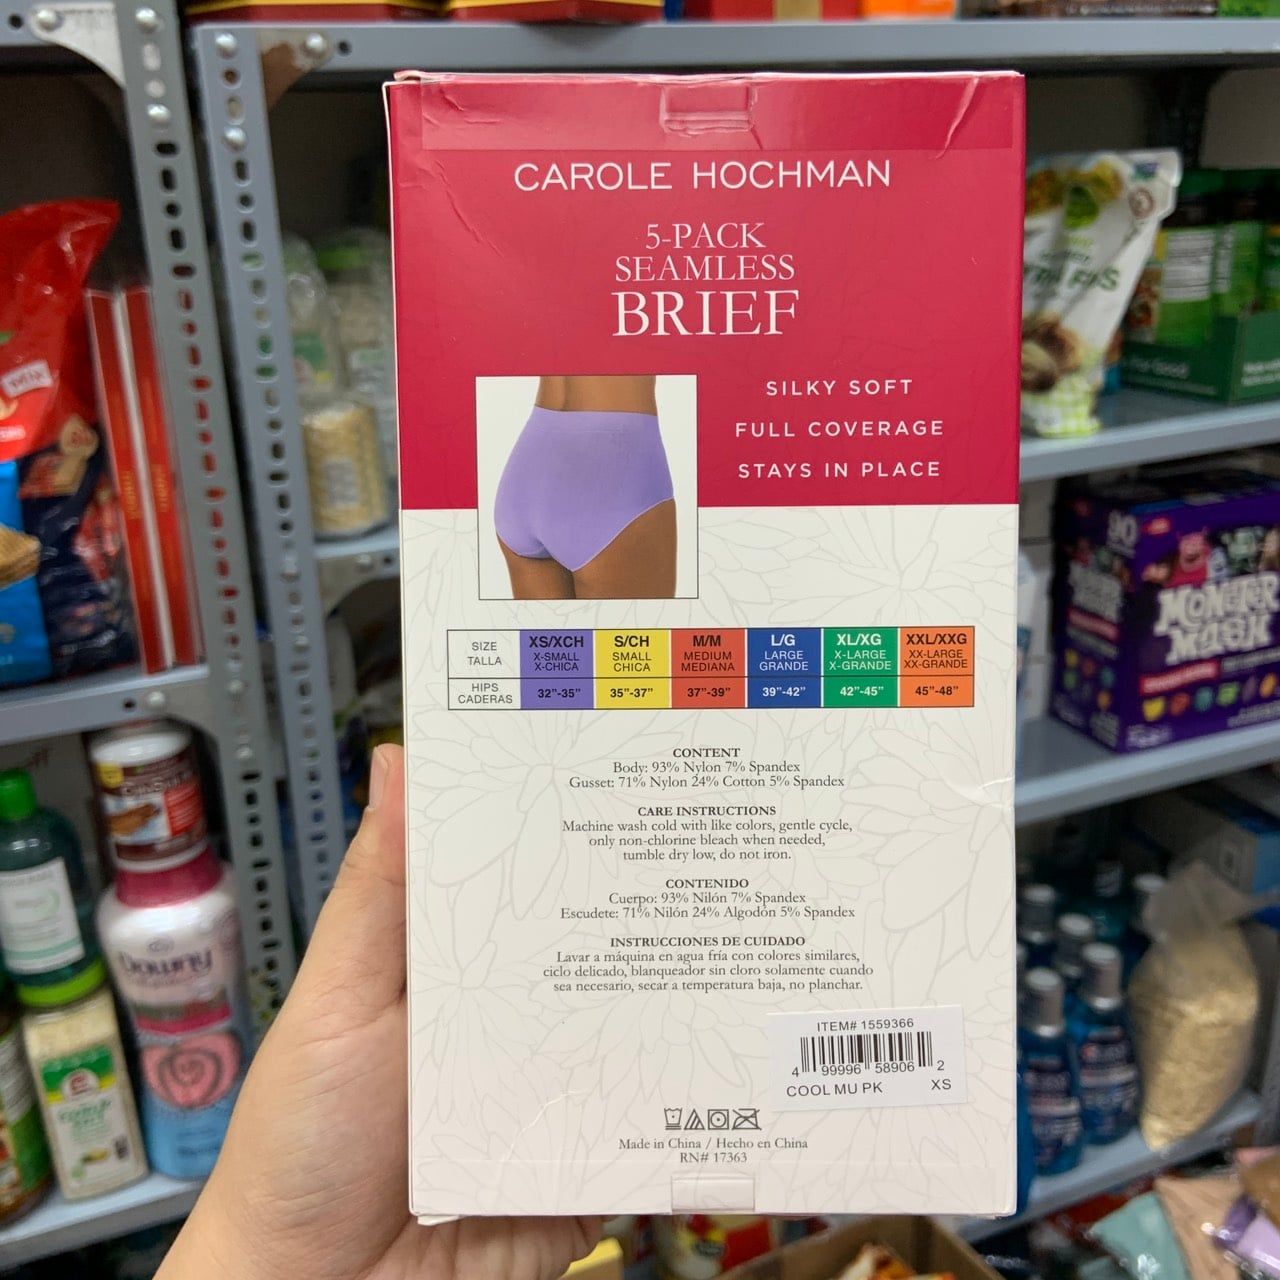 CAROLE HOCHMAN
5-PACK
SEAMLESS
BRIEF
SILKY SOFT
FULL COVERAGE
STAYS IN PLACE
SIZE TALLA XS/XCH X-SMALL X-CHICA S/CH SMALL CHICA M/M MEDIUM MEDIANA L/G LARGE GRANDE XL/XG X-LARGE X-GRANDE XXL/XXG XX-LARGE XX-GRANDE
HIPS CADERAS 32"-35" 35"-37" 37"-39" 39"-42" 42"-45" 45"-48"
CONTENT
Body: 93% Nylon 7% Spandex
Gusset: 71% Nylon 24% Cotton 5% Spandex
CARE INSTRUCTIONS
Machine wash cold with like colors, gentle cycle,
only non-chlorine bleach when needed,
tumble dry low, do not iron.
CONTENIDO
Cuerpo: 93% Nilón 7% Spandex
Escudete: 71% Nilón 24% Algodón 5% Spandex
INSTRUCCIONES DE CUIDADO
Lavar a máquina en agua fría con colores similares,
ciclo delicado, blanqueador sin cloro solamente cuando
sea necesario, secar a temperatura baja, no planchar.
ITEM# 1559366
4 99996 58906 2
COOL MU PK XS
Made in China / Hecho en China
RN# 17363
MONSTER
MASH
90
Downy